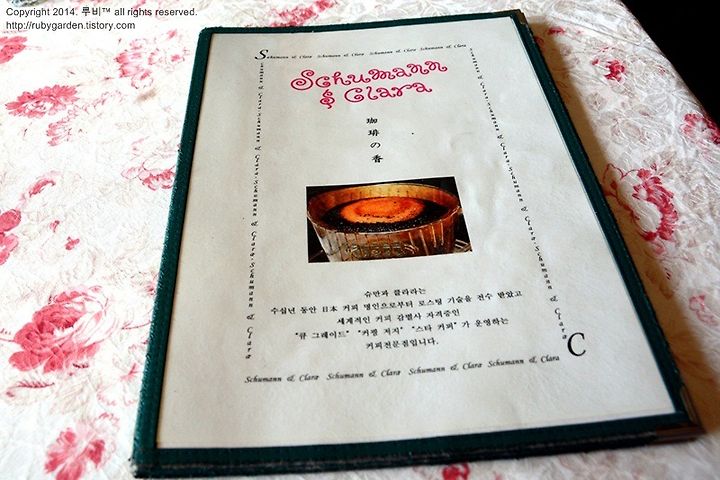 Copyright 2014. 루비™ all rights reserved.
http://rubygarden.tistory.com
Schumann & Clara Schumann & Clara Schumann & Clara Schumann & Clara
Schumann
& Clara
珈
琲
の
香
슈만과 클라라는
수십년 동안 日本 커피 명인으로부터 로스팅 기술을 전수 받았고
세계적인 커피 감별사 자격증인
"큐 그레이드" "커핑 저지" "스타 커퍼"가 운영하는
커피전문점입니다.
Schumann & Clara Schumann & Clara Schumann & Clara Schumann & Clara